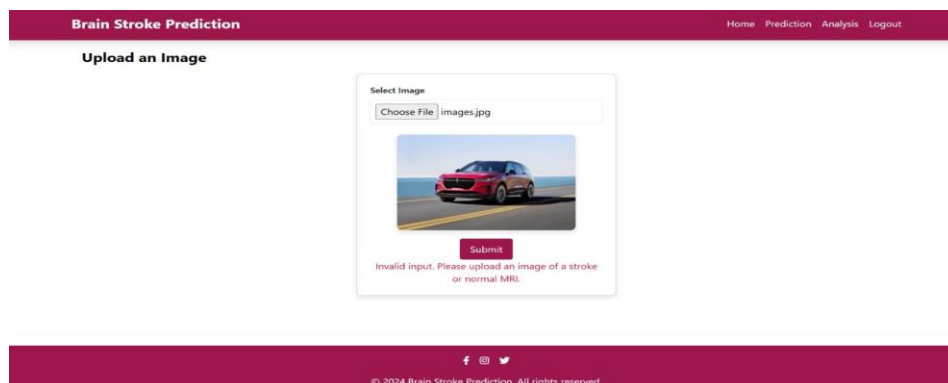 Brain Stroke Prediction
Home Prediction Analysis Logout
Upload an Image
Select Image
Choose File images.jpg
Submit
Invalid input. Please upload an image of a stroke
or normal MRI.
© 2024 Brain Stroke Prediction. All rights reserved.